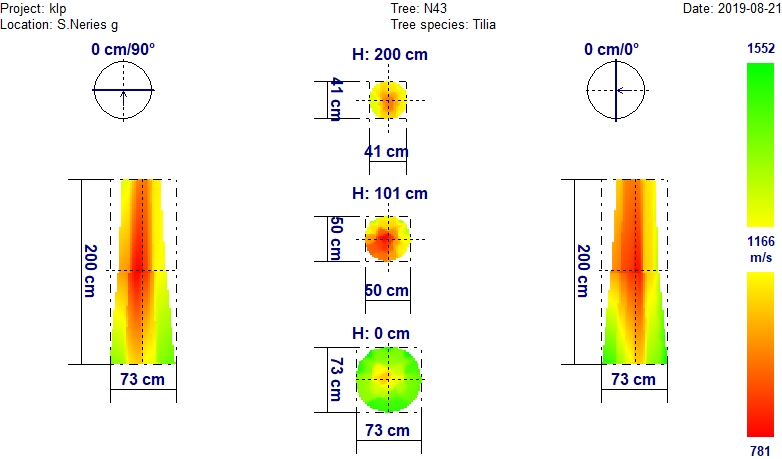 Project: klp
Tree: N43
Date: 2019-08-21
Location: S.Neries g
Tree species: Tilia
0 cm/90°
H: 200 cm
0 cm/0°
1552
41 cm
41 cm
H: 101 cm
50 cm
50 cm
200 cm
200 cm
1166
m/s
H: 0 cm
73 cm
73 cm
73 cm
73 cm
781